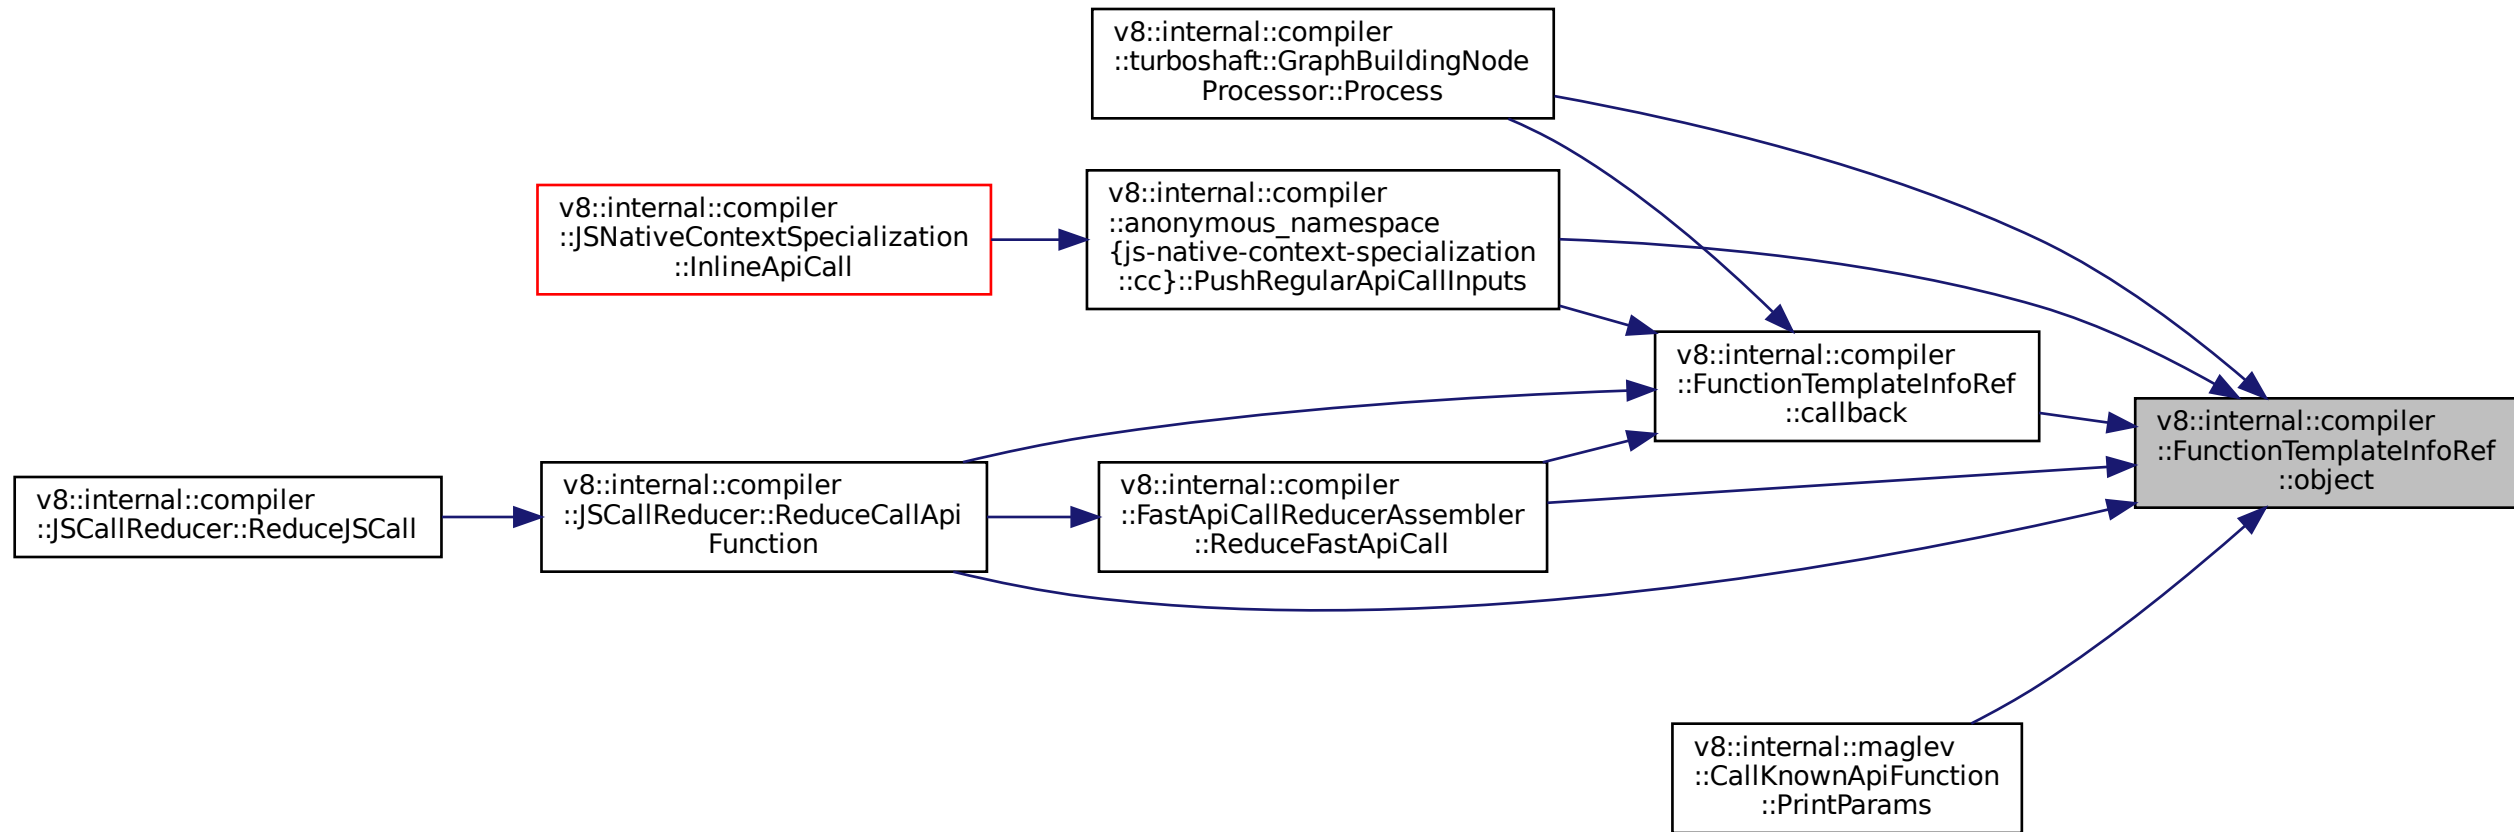 v8::internal::compiler
::turboshaft::GraphBuildingNode
Processor::Process
v8::internal::compiler
::anonymous_namespace
{js-native-context-specialization
::cc}::PushRegularApiCallInputs
v8::internal::compiler
::JSNativeContextSpecialization
::InlineApiCall
v8::internal::compiler
::FunctionTemplateInfoRef
::callback
v8::internal::compiler
::FunctionTemplateInfoRef
::object
v8::internal::compiler
::JSCallReducer::ReduceJSCall
v8::internal::compiler
::JSCallReducer::ReduceCallApi
Function
v8::internal::compiler
::FastApiCallReducerAssembler
::ReduceFastApiCall
v8::internal::maglev
::CallKnownApiFunction
::PrintParams